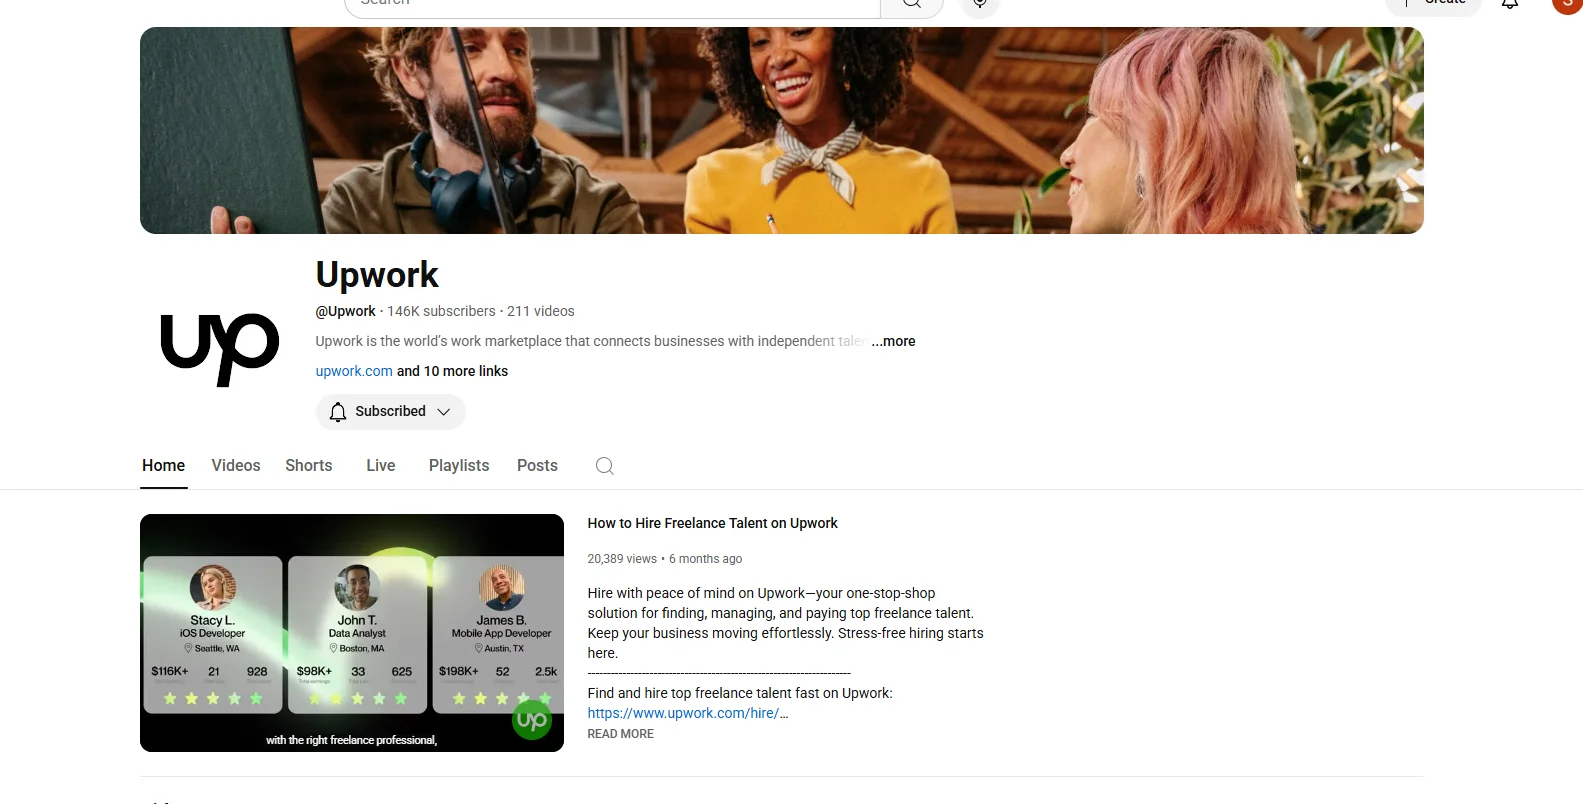 Search
Create
S
up
Upwork
@Upwork · 146K subscribers · 211 videos
Upwork is the world's work marketplace that connects businesses with independent ...more
upwork.com and 10 more links
Subscribed
Home Videos Shorts Live Playlists Posts
How to Hire Freelance Talent on Upwork
20,389 views • 6 months ago
Hire with peace of mind on Upwork—your one-stop-shop
solution for finding, managing, and paying top freelance talent.
Keep your business moving effortlessly. Stress-free hiring starts
here.
----------------------------------------------------------------------------------
Find and hire top freelance talent fast on Upwork:
https://www.upwork.com/hire/…
READ MORE
Stacy L.
iOS Developer
Seattle, WA
$116K+ 21 928
John T.
Data Analyst
Boston, MA
$98K+ 33 625
James B.
Mobile App Developer
Austin, TX
$198K+ 52 2.5k
up
with the right freelance professional,